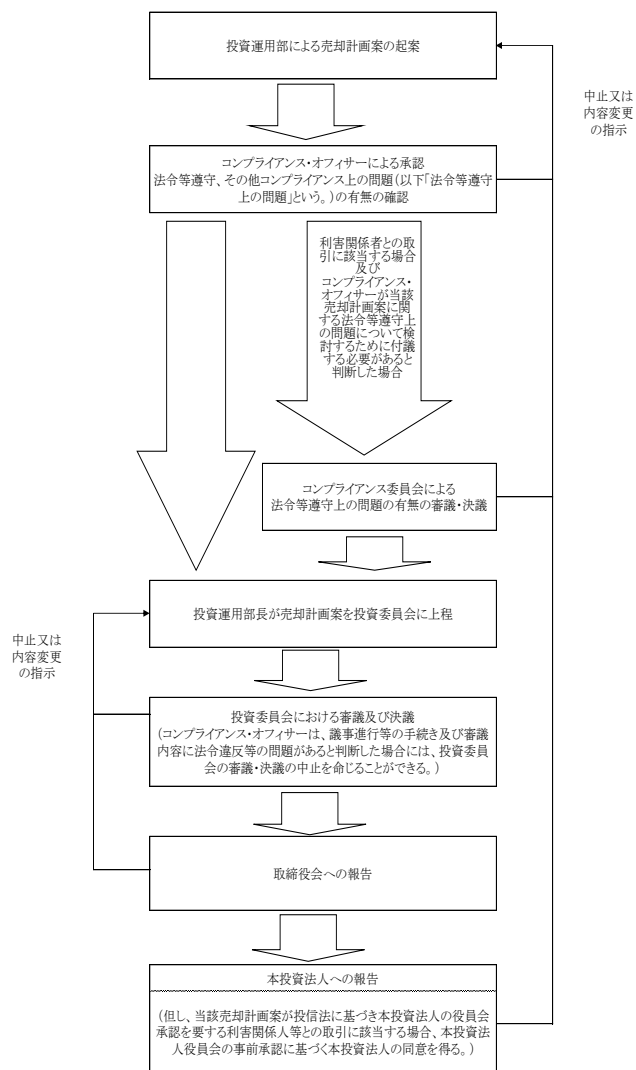 投資運用部による売却計画案の起案
中止又は
内容変更
の指示
コンプライアンス・オフィサーによる承認
法令等遵守、その他コンプライアンス上の問題(以下「法令等遵守
上の問題」という。)の有無の確認
利害関係者との取
引に該当する場合
及び
コンプライアンス・
オフィサーが当該
売却計画案に関
する法令等遵守上
の問題について検
討するために付議
する必要があると
判断した場合
コンプライアンス委員会による
法令等遵守上の問題の有無の審議・決議
投資運用部長が売却計画案を投資委員会に上程
中止又は
内容変更
の指示
投資委員会における審議及び決議
(コンプライアンス・オフィサーは、議事進行等の手続き及び審議
内容に法令違反等の問題があると判断した場合には、投資委員
会の審議・決議の中止を命じることができる。)
取締役会への報告
本投資法人への報告
(但し、当該売却計画案が投信法に基づき本投資法人の役員会
承認を要する利害関係人等との取引に該当する場合、本投資法
人役員会の事前承認に基づく本投資法人の同意を得る。)